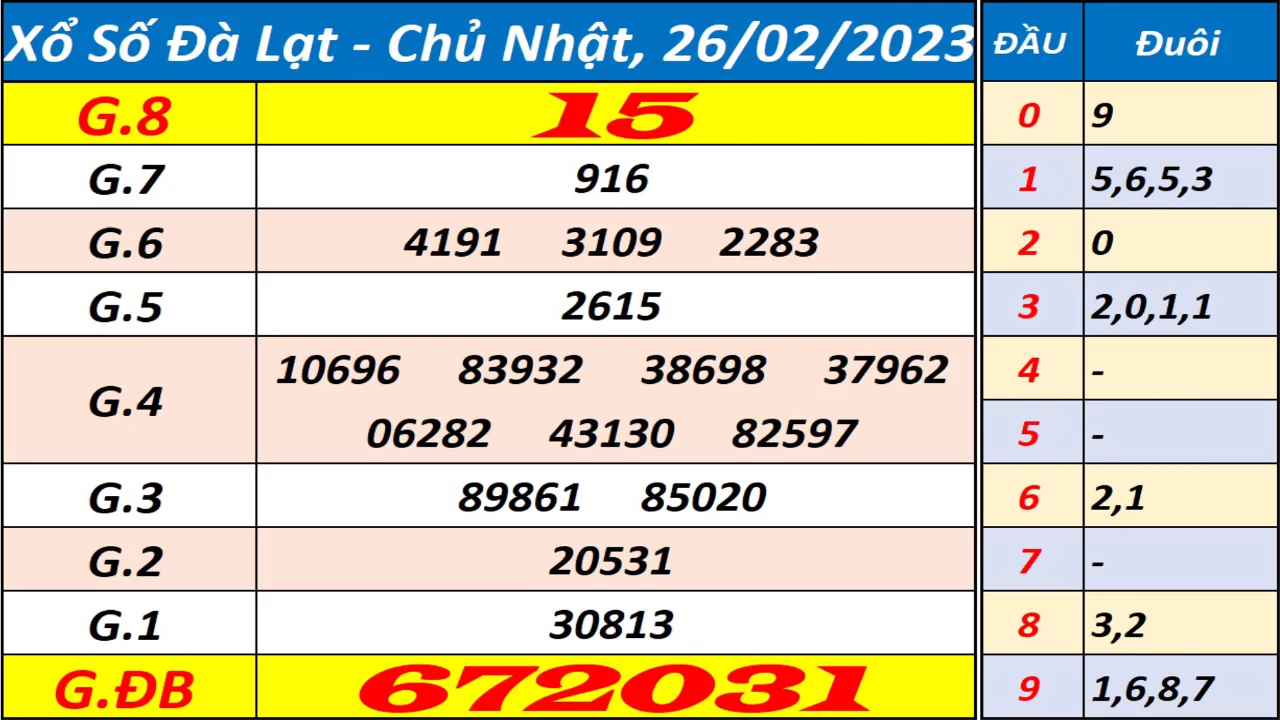 Xổ Số Đà Lạt - Chủ Nhật, 26/02/2023
G.8 15
G.7 916
G.6 4191 3109 2283
G.5 2615
G.4 10696 83932 38698 37962
06282 43130 82597
G.3 89861 85020
G.2 20531
G.1 30813
G.ĐB 672031
ĐẦU Đuôi
0 9
1 5,6,5,3
2 0
3 2,0,1,1
4 -
5 -
6 2,1
7 -
8 3,2
9 1,6,8,7